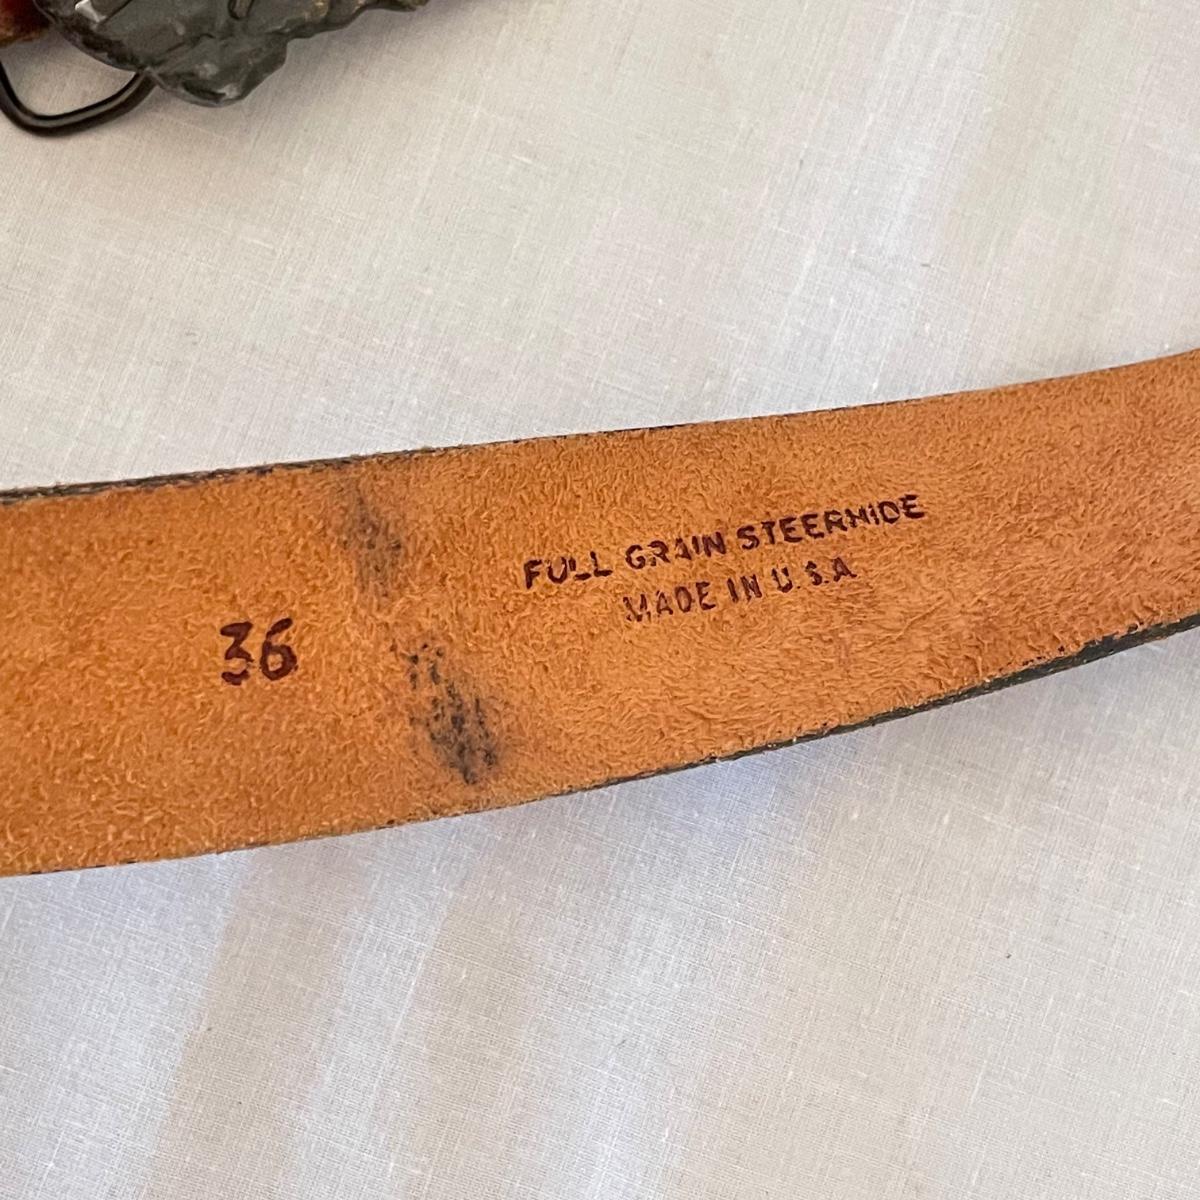 36
FULL GRAIN STEERHIDE
MADE IN U.S.A